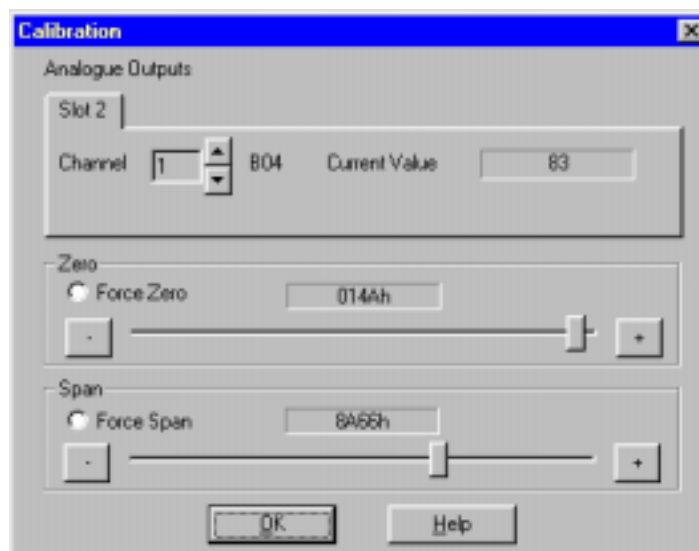 Calibration
Analogue Outputs
Slot 2
Channel 1 BO4 Current Value 83
Zero
Force Zero 014Ah
- +
Span
Force Span 8A66h
- +
OK Help